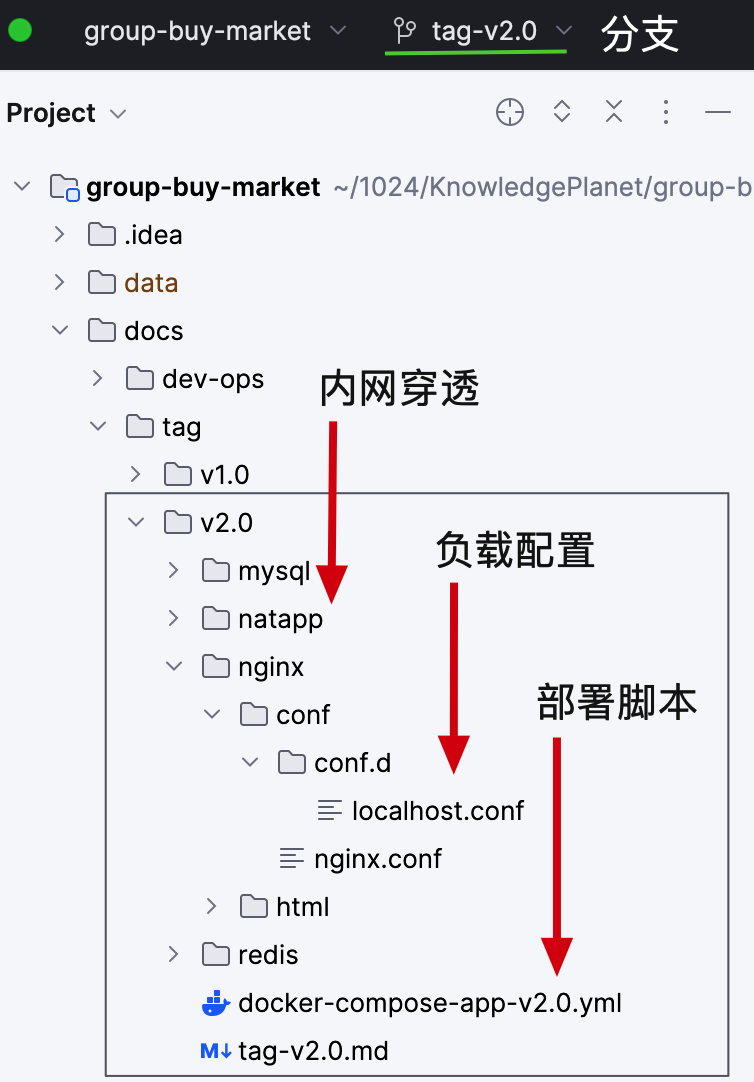 group-buy-market tag-v2.0 分支
Project
group-buy-market ~/1024/KnowledgePlanet/group-b
.idea
data
docs
dev-ops
内网穿透
tag
v1.0
v2.0
负载配置
mysql
natapp
nginx
部署脚本
conf
conf.d
localhost.conf
nginx.conf
html
redis
docker-compose-app-v2.0.yml
M↓ tag-v2.0.md